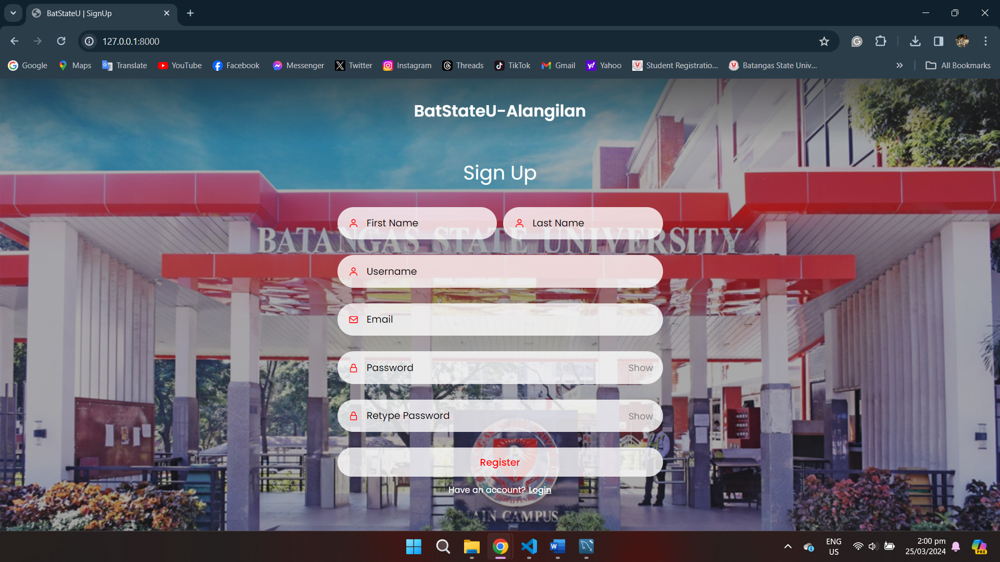 BatStateU | SignUp
127.0.0.1:8000
Google Maps Translate YouTube Facebook Messenger Twitter Instagram Threads TikTok Gmail Yahoo Student Registratio... Batangas State Univ... All Bookmarks
BatStateU-Alangilan
Sign Up
First Name Last Name
BATANGAS STATE UNIVERSITY
Username
Email
Password Show
Retype Password Show
Register
Have an account? Login
MAIN CAMPUS
ENG 2:00 pm
US 25/03/2024
PRE